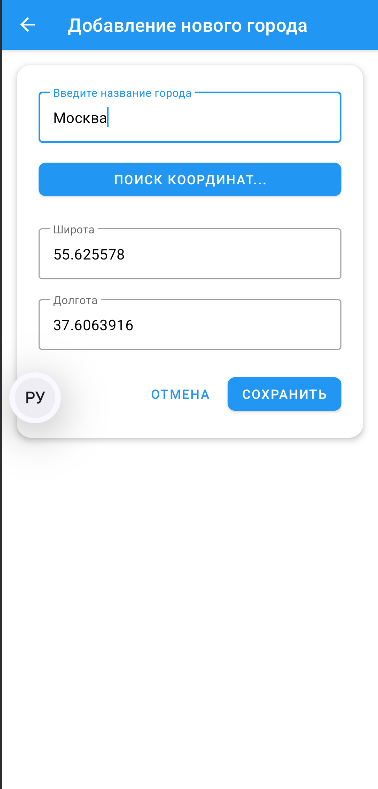 Добавление нового города
Введите название города
Москва
ПОИСК КООРДИНАТ...
Широта
55.625578
Долгота
37.6063916
РУ
ОТМЕНА
СОХРАНИТЬ